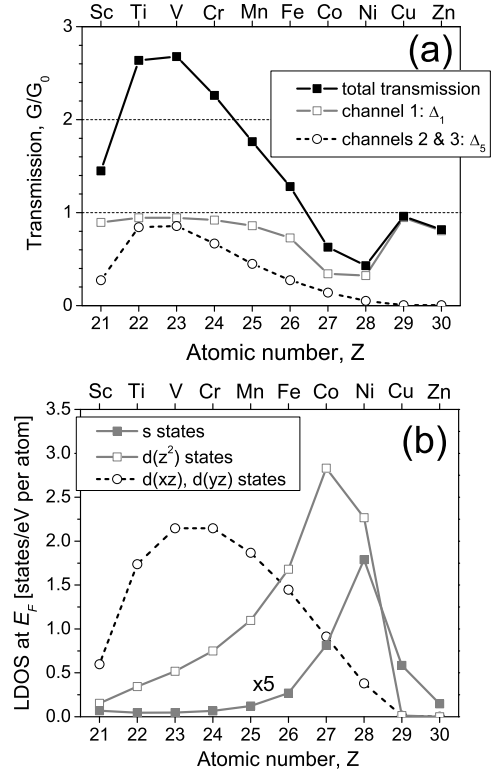 Sc Ti V Cr Mn Fe Co Ni Cu Zn
3
(a)
total transmission
channel 1: Δ₁
channels 2 & 3: Δ₅
2
1
0
Transmission, G/G₀
21 22 23 24 25 26 27 28 29 30
Atomic number, Z
Sc Ti V Cr Mn Fe Co Ni Cu Zn
3.5
(b)
s states
d(z²) states
d(xz), d(yz) states
3.0
2.5
2.0
1.5
1.0
0.5
0.0
x5
LDOS at E_F [states/eV per atom]
21 22 23 24 25 26 27 28 29 30
Atomic number, Z